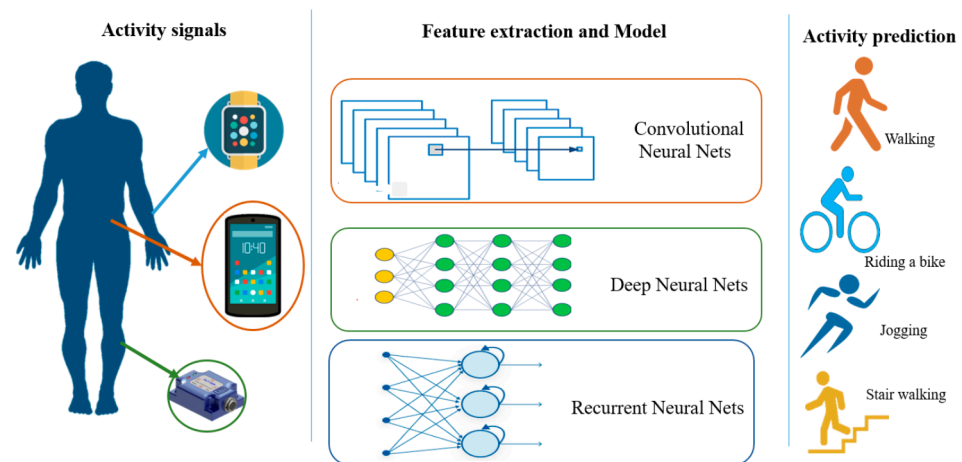 Activity signals
Feature extraction and Model
Activity prediction
10:40
Convolutional
Neural Nets
Deep Neural Nets
Recurrent Neural Nets
Walking
Riding a bike
Jogging
Stair walking